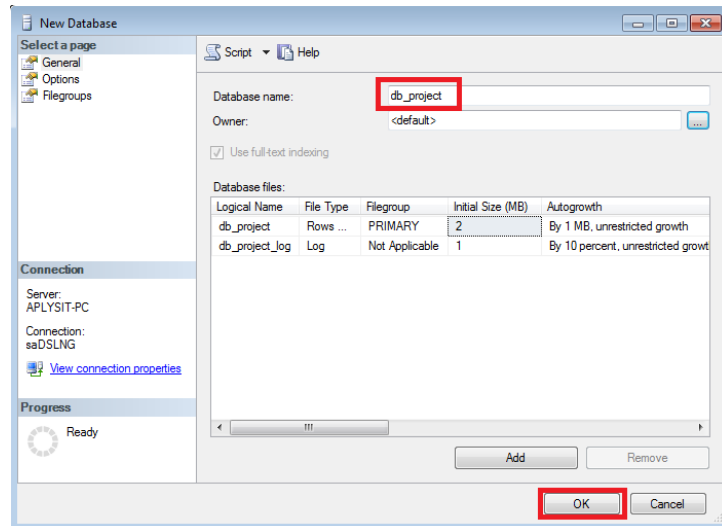 New Database
Select a page
General
Options
Filegroups
Script Help
Database name: db_project
Owner: <default> ...
Use full-text indexing
Database files:
Logical Name File Type Filegroup Initial Size (MB) Autogrowth
db_project Rows ... PRIMARY 2 By 1 MB, unrestricted growth
db_project_log Log Not Applicable 1 By 10 percent, unrestricted growt
Connection
Server:
APLYSIT-PC
Connection:
saDSLNG
View connection properties
Progress
Ready
Add Remove
OK Cancel